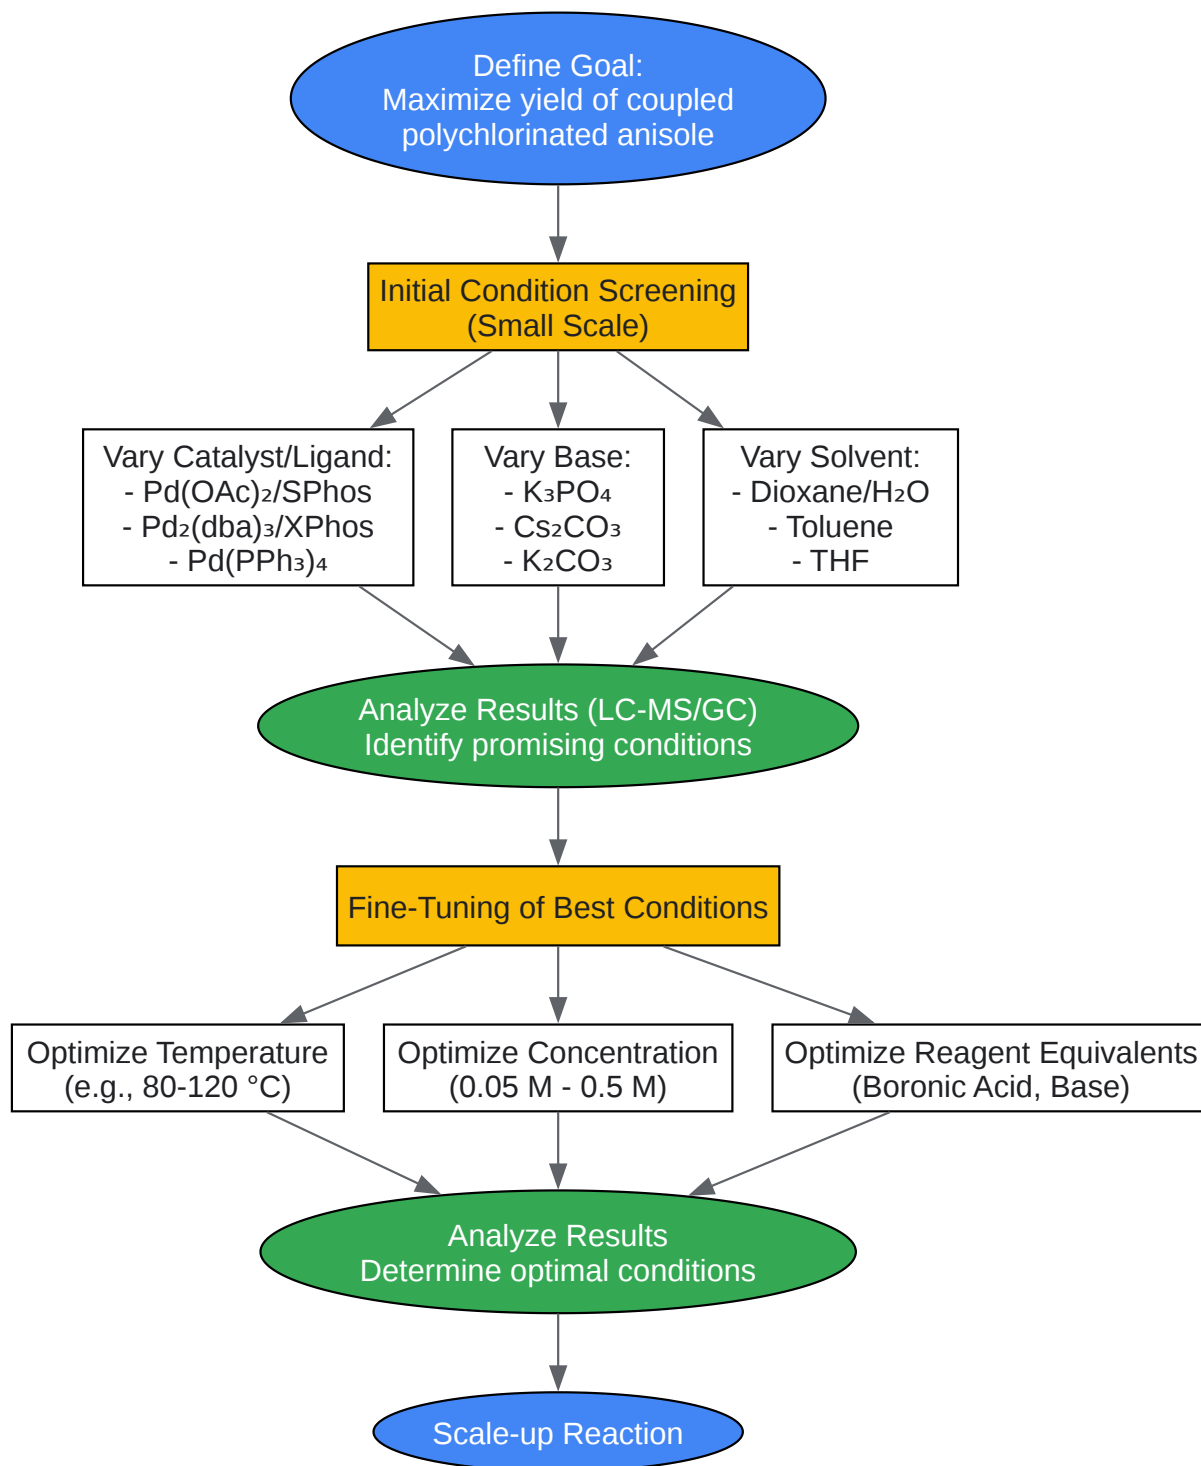 Define Goal:
Maximize yield of coupled
polychlorinated anisole
Initial Condition Screening
(Small Scale)
Vary Catalyst/Ligand:
- Pd(OAc)₂/SPhos
- Pd₂(dba)₃/XPhos
- Pd(PPh₃)₄
Vary Base:
- K₃PO₄
- Cs₂CO₃
- K₂CO₃
Vary Solvent:
- Dioxane/H₂O
- Toluene
- THF
Analyze Results (LC-MS/GC)
Identify promising conditions
Fine-Tuning of Best Conditions
Optimize Temperature
(e.g., 80-120 °C)
Optimize Concentration
(0.05 M - 0.5 M)
Optimize Reagent Equivalents
(Boronic Acid, Base)
Analyze Results
Determine optimal conditions
Scale-up Reaction